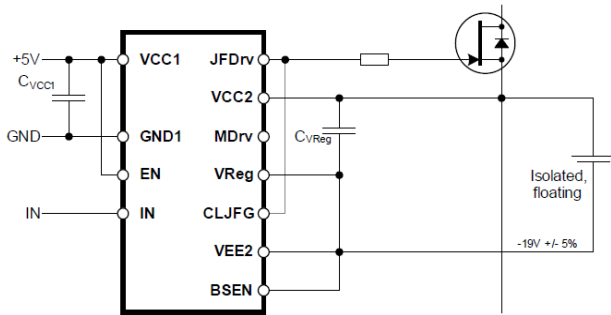 +5V
VCC1
JFDrv
CVCC1
VCC2
GND
GND1
MDrv
CVReg
EN
VReg
Isolated,
floating
IN
IN
CLJFG
VEE2
-19V +/- 5%
BSEN